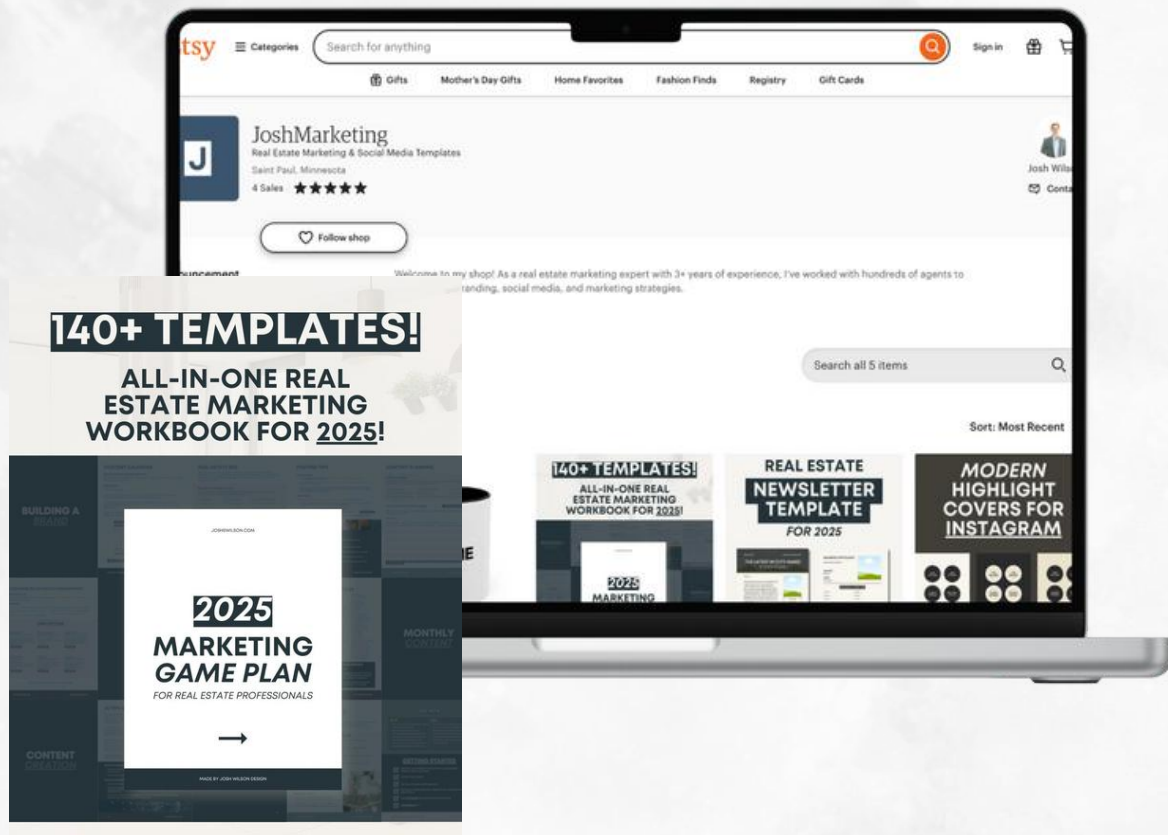 tsy
Categories
Search for anything
Sign in
Gifts
Mother's Day Gifts
Home Favorites
Fashion Finds
Registry
Gift Cards
J
JoshMarketing
Real Estate Marketing & Social Media Templates
Saint Paul, Minnesota
4 Sales
Josh Wils
Conta
Follow shop
ouncement
Welcome to my shop! As a real estate marketing expert with 3+ years of experience, I've worked with hundreds of agents to
randing, social media, and marketing strategies.
Search all 5 items
Sort: Most Recent
140+ TEMPLATES!
ALL-IN-ONE REAL
ESTATE MARKETING
WORKBOOK FOR 2025!
2025
MARKETING
REAL ESTATE
NEWSLETTER
TEMPLATE
FOR 2025
MODERN
HIGHLIGHT
COVERS FOR
INSTAGRAM
140+ TEMPLATES!
ALL-IN-ONE REAL
ESTATE MARKETING
WORKBOOK FOR 2025!
BUILDING A
BRAND
MONTHLY
CONTENT
CONTENT
CREATION
GETTING STARTED
2025
MARKETING
GAME PLAN
FOR REAL ESTATE PROFESSIONALS
MADE BY JOSH WILSON DESIGN